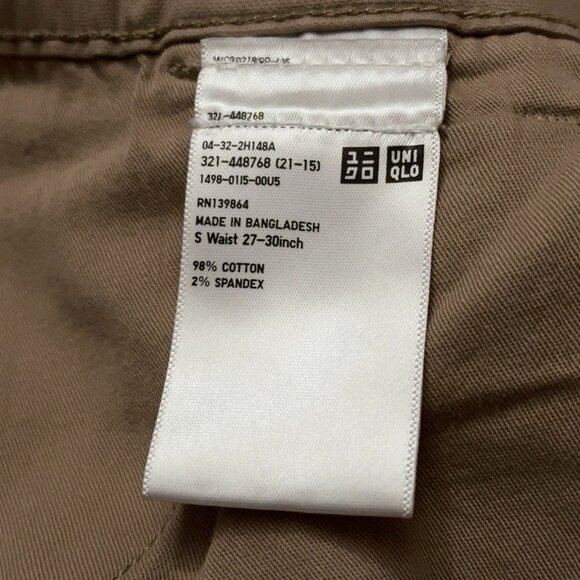 321-448768
04-32-2H148A
321-448768 (21-15)
1498-0115-00U5
ユニ
クロ
UNI
QLO
RN139864
MADE IN BANGLADESH
S Waist 27-30inch
98% COTTON
2% SPANDEX